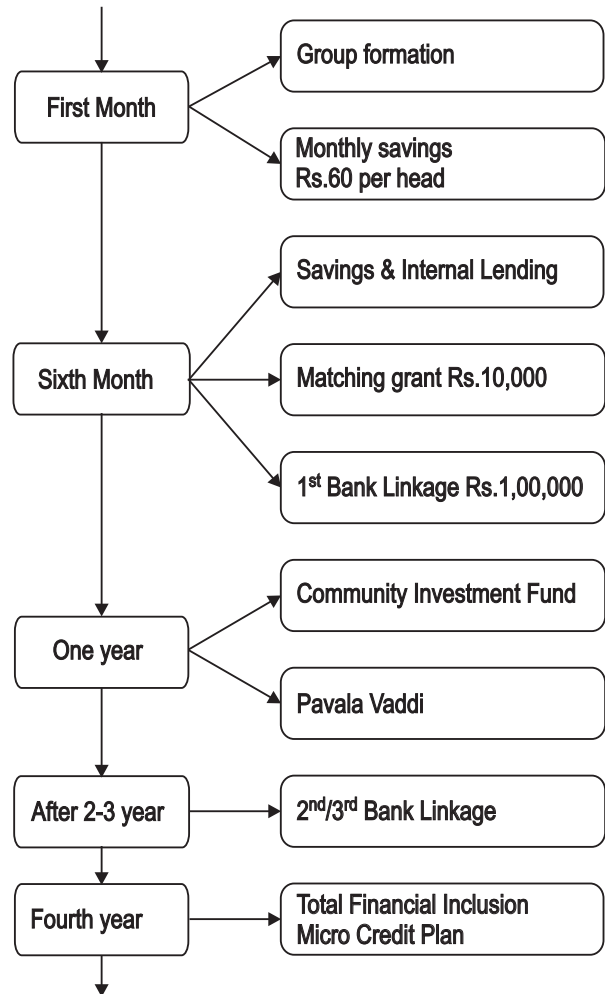 First Month
Group formation
Monthly savings
Rs.60 per head
Sixth Month
Savings & Internal Lending
Matching grant Rs.10,000
1st Bank Linkage Rs.1,00,000
One year
Community Investment Fund
Pavala Vaddi
After 2-3 year
2nd/3rd Bank Linkage
Fourth year
Total Financial Inclusion
Micro Credit Plan